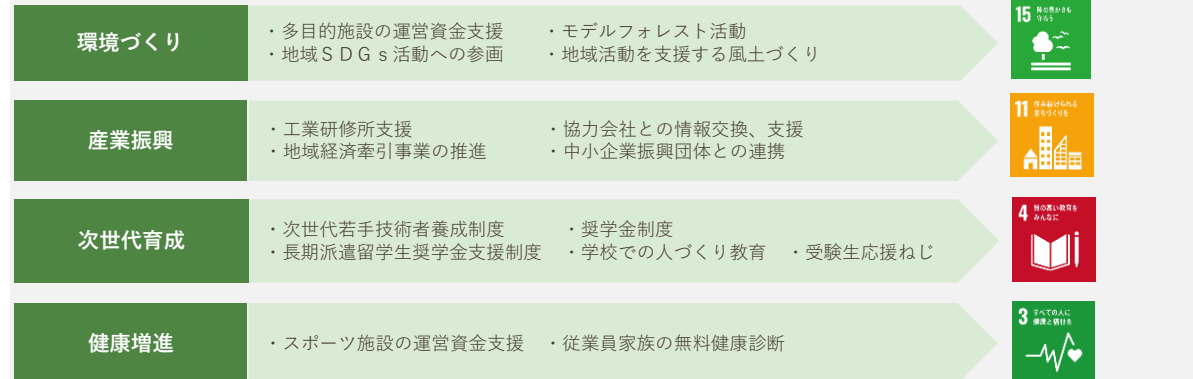 環境づくり
・多目的施設の運営資金支援　　・モデルフォレスト活動
・地域ＳＤＧｓ活動への参画　　・地域活動を支援する風土づくり
15 陸の豊かさも
守ろう
産業振興
・工業研修所支援　　　　　　　・協力会社との情報交換、支援
・地域経済牽引事業の推進　　　・中小企業振興団体との連携
11 住み続けられる
まちづくりを
次世代育成
・次世代若手技術者養成制度　　　・奨学金制度
・長期派遣留学生奨学金支援制度　・学校での人づくり教育　・受験生応援ねじ
4 質の高い教育を
みんなに
健康増進
・スポーツ施設の運営資金支援　・従業員家族の無料健康診断
3 すべての人に
健康と福祉を